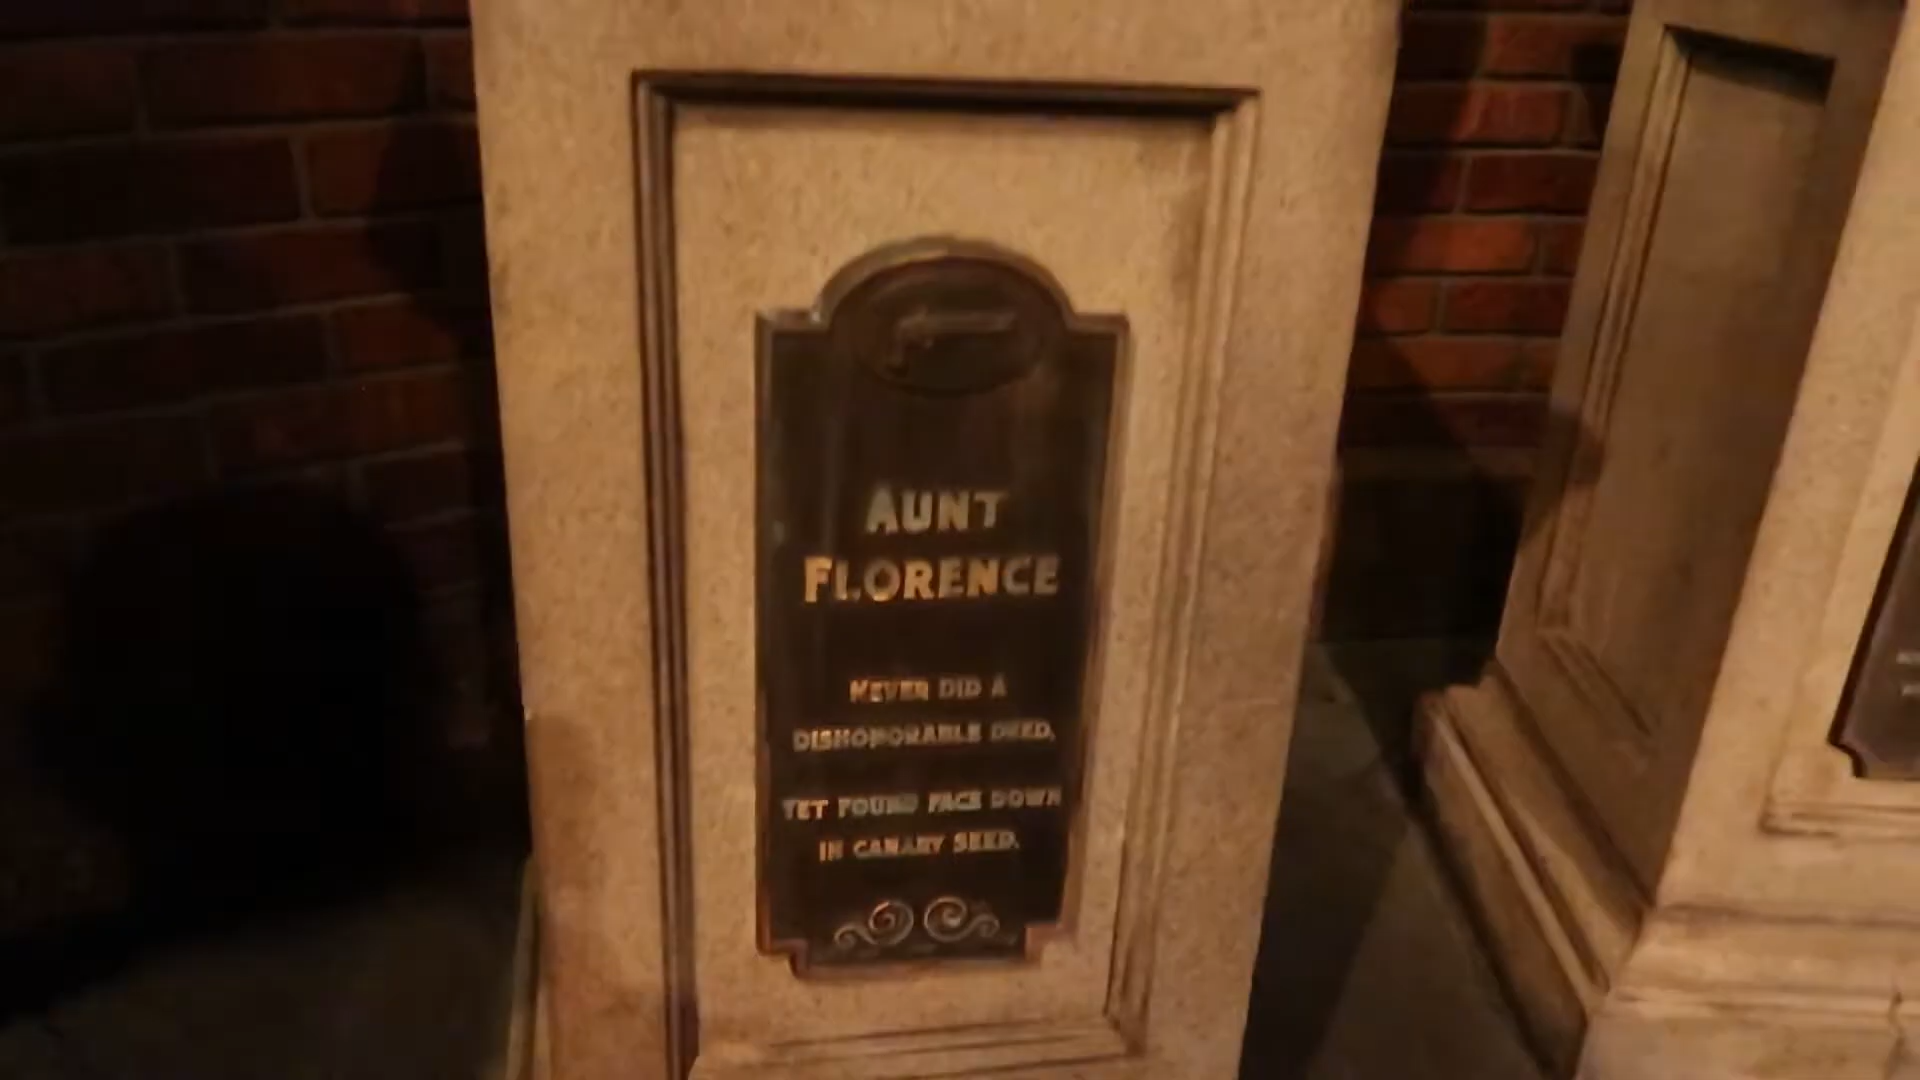 AUNT
FLORENCE
NEVER DID A
DISHONORABLE DEED,
YET FOUND FACE DOWN
IN CANARY SEED.